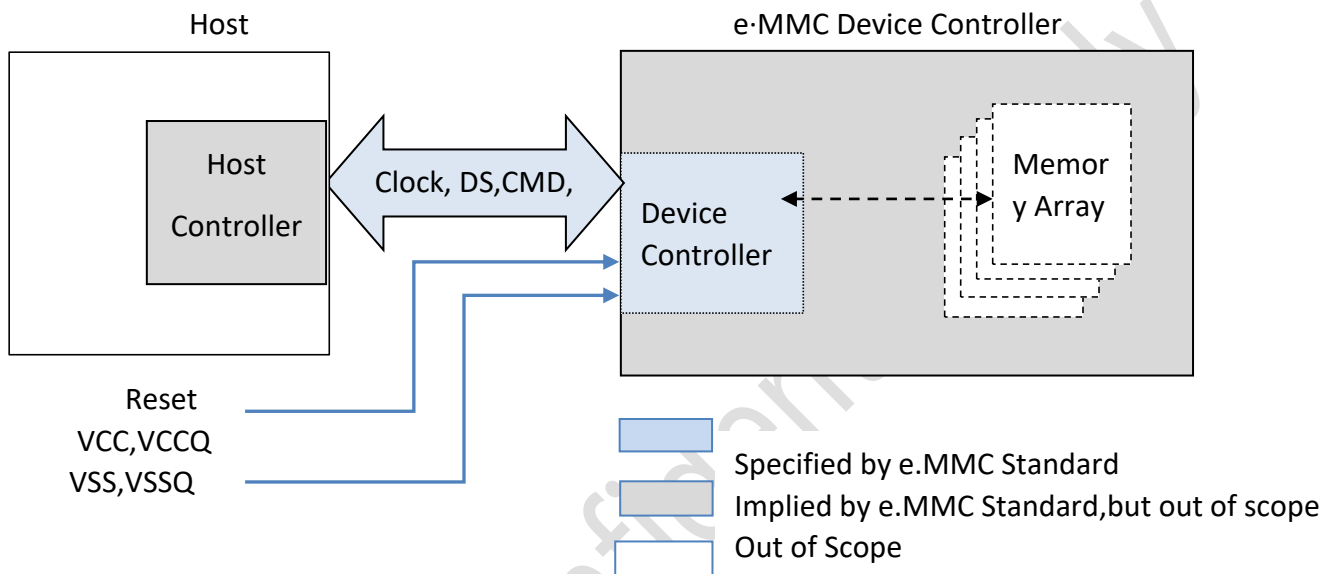 Host
e·MMC Device Controller
Host
Controller
Clock, DS,CMD,
Device
Controller
Memor
y Array
Reset
VCC,VCCQ
VSS,VSSQ
Specified by e.MMC Standard
Implied by e.MMC Standard,but out of scope
Out of Scope